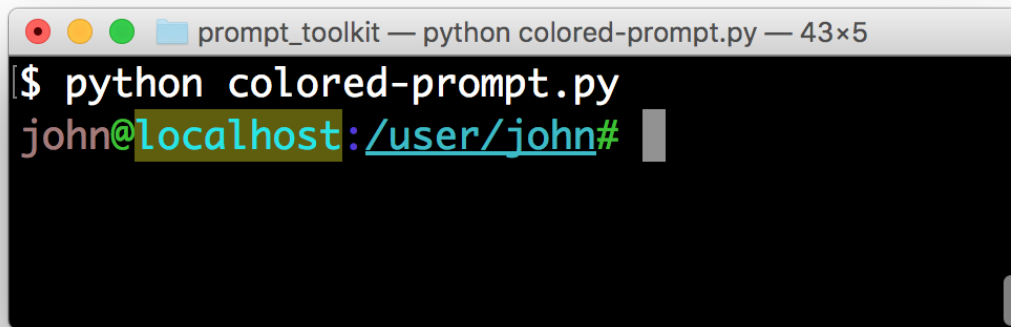 prompt_toolkit — python colored-prompt.py — 43×5
$ python colored-prompt.py
john@localhost:/user/john#